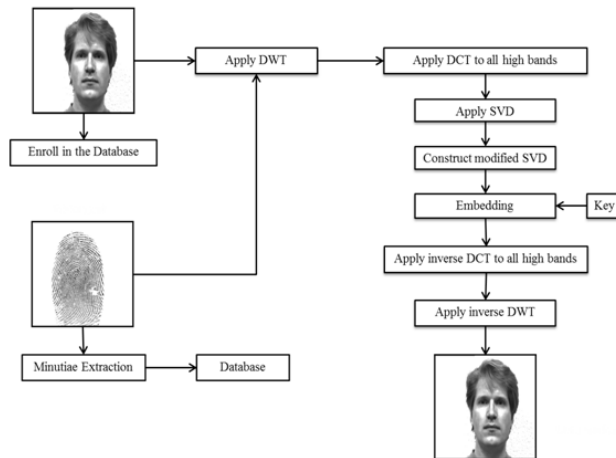 Apply DWT
Apply DCT to all high bands
Apply SVD
Enroll in the Database
Construct modified SVD
Embedding
Key
Apply inverse DCT to all high bands
Apply inverse DWT
Minutiae Extraction
Database